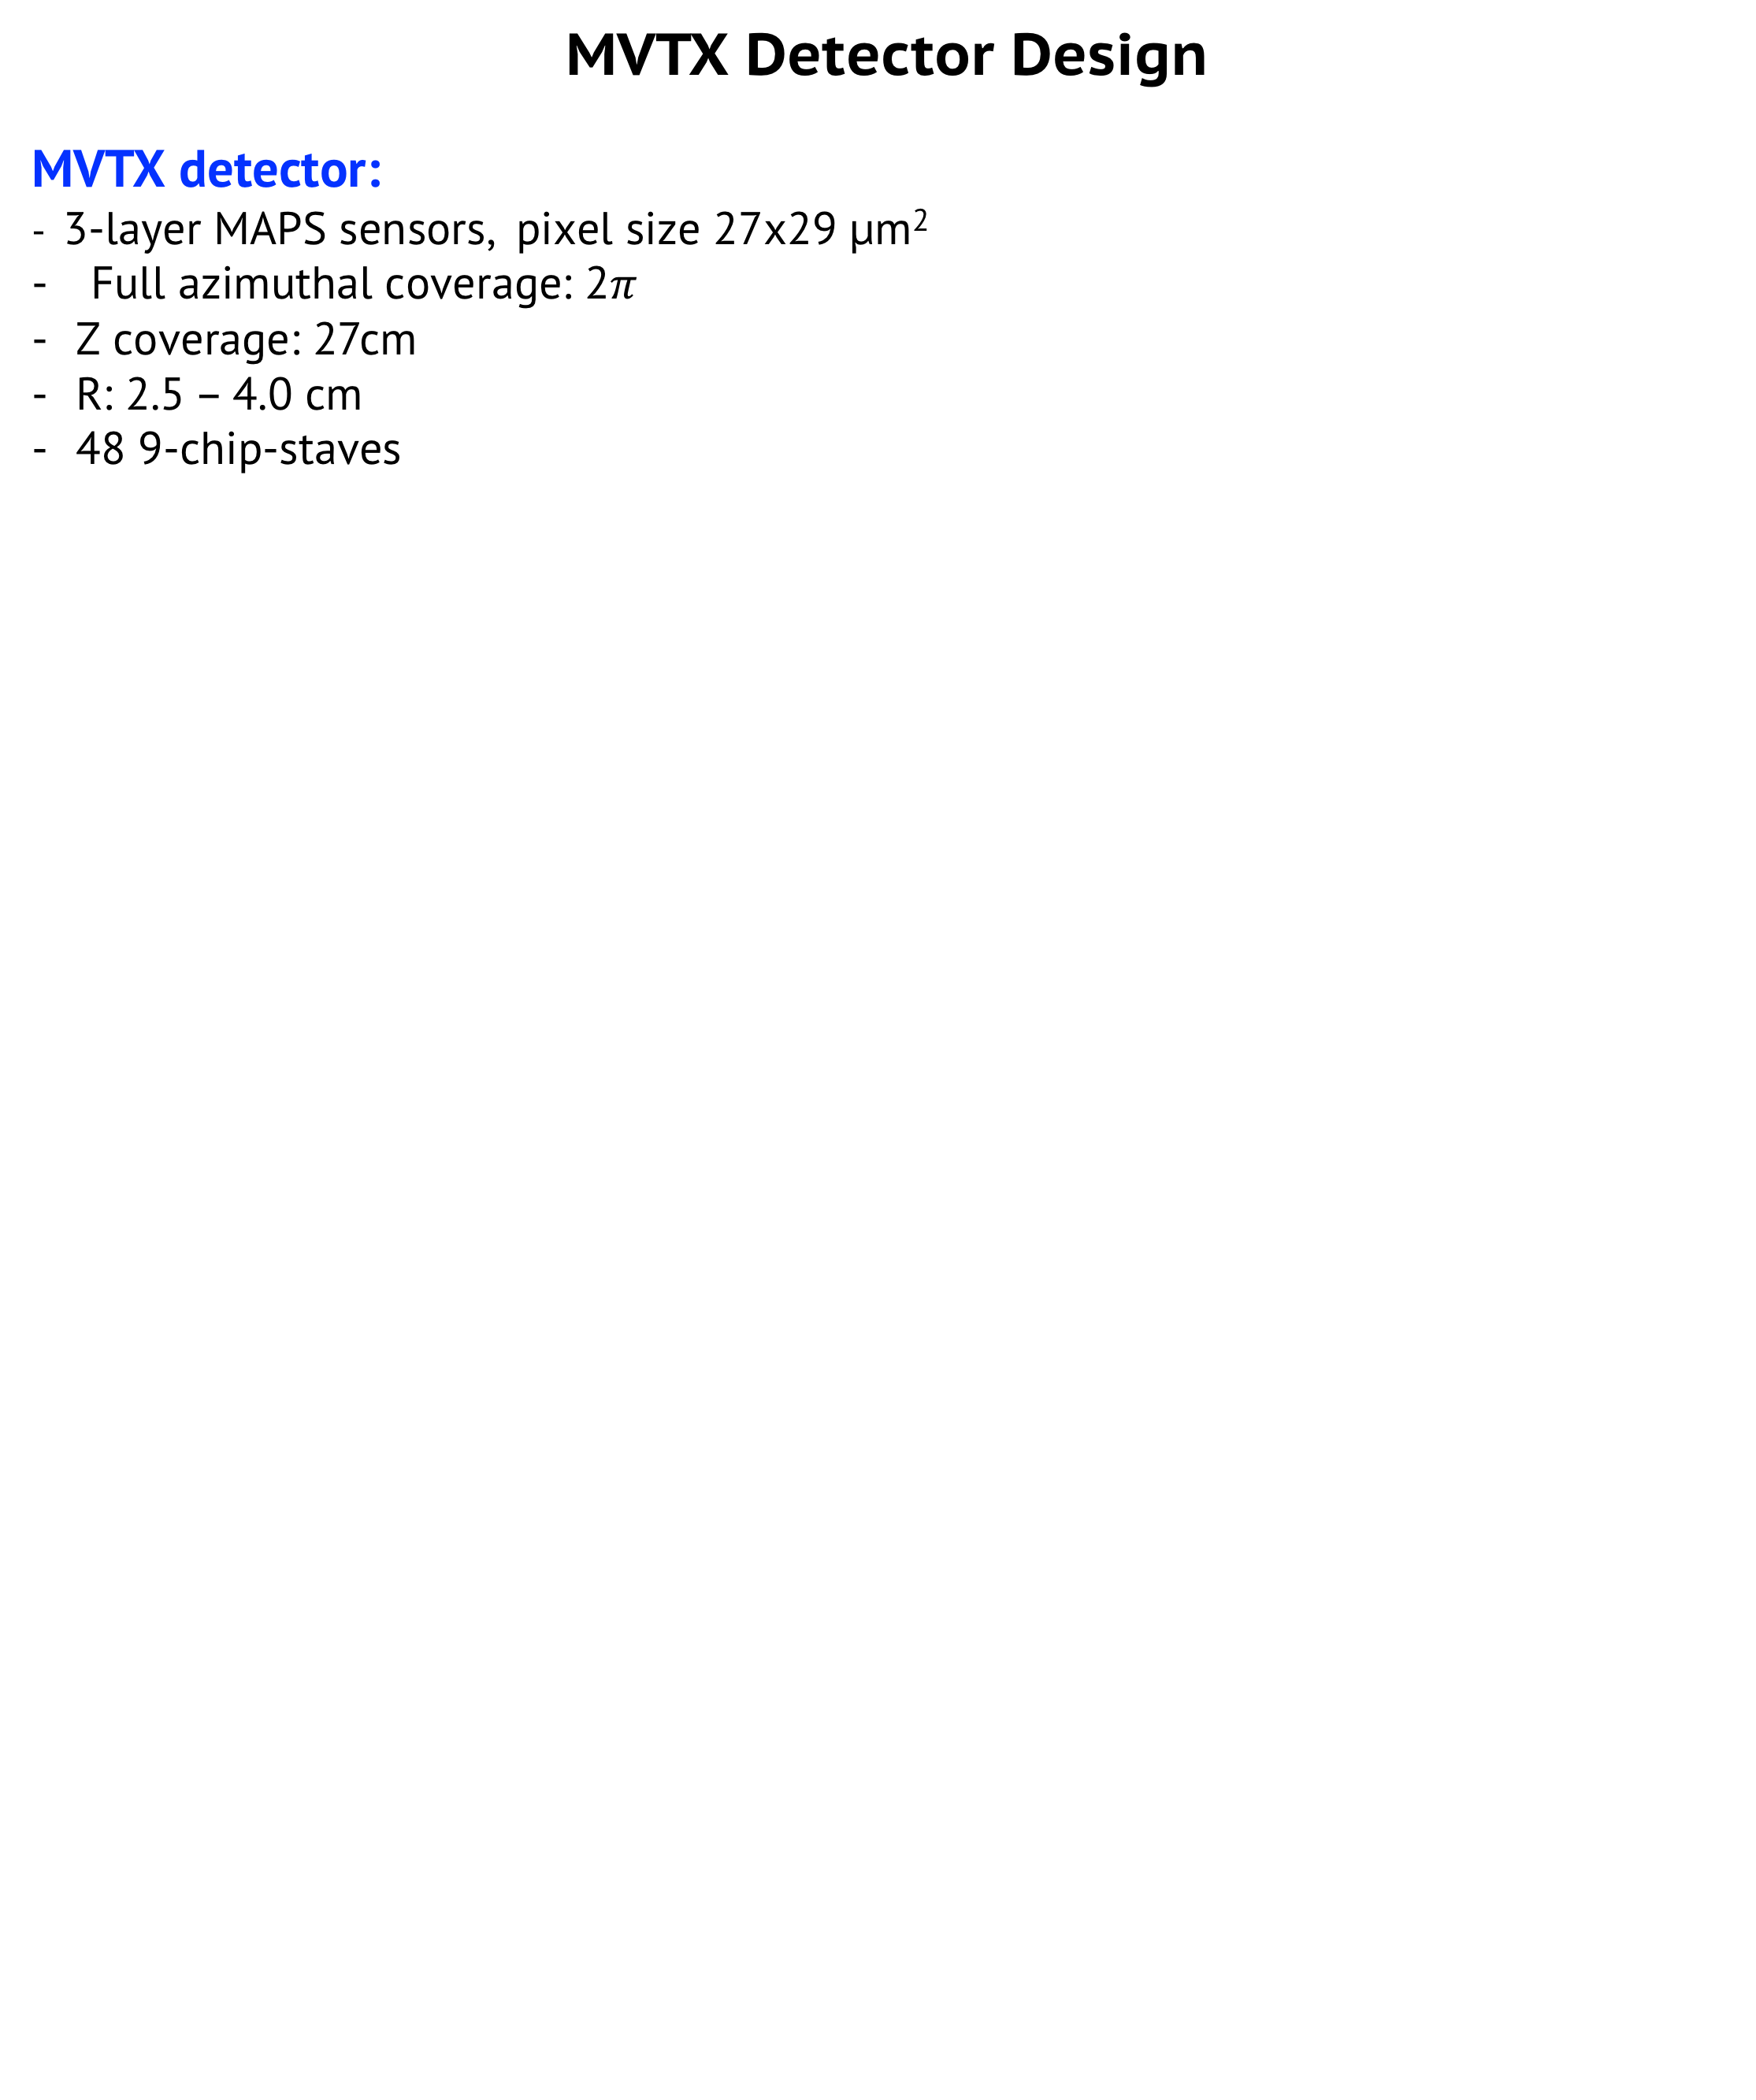 MVTX Detector Design
MVTX detector:
- 3-layer MAPS sensors, pixel size 27x29 µm²
- Full azimuthal coverage: 2𝜋
- Z coverage: 27cm
- R: 2.5 – 4.0 cm
- 48 9-chip-staves